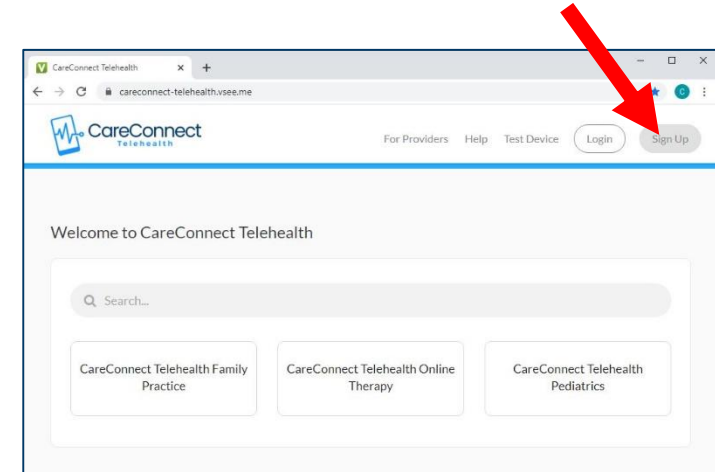 CareConnect Telehealth
careconnect-telehealth.vsee.me
C
CareConnect
Telehealth
For Providers Help Test Device Login Sign Up
Welcome to CareConnect Telehealth
Search...
CareConnect Telehealth Family
Practice
CareConnect Telehealth Online
Therapy
CareConnect Telehealth
Pediatrics